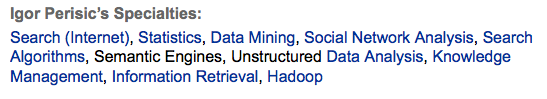 Igor Perisic's Specialties:
Search (Internet), Statistics, Data Mining, Social Network Analysis, Search
Algorithms, Semantic Engines, Unstructured Data Analysis, Knowledge
Management, Information Retrieval, Hadoop